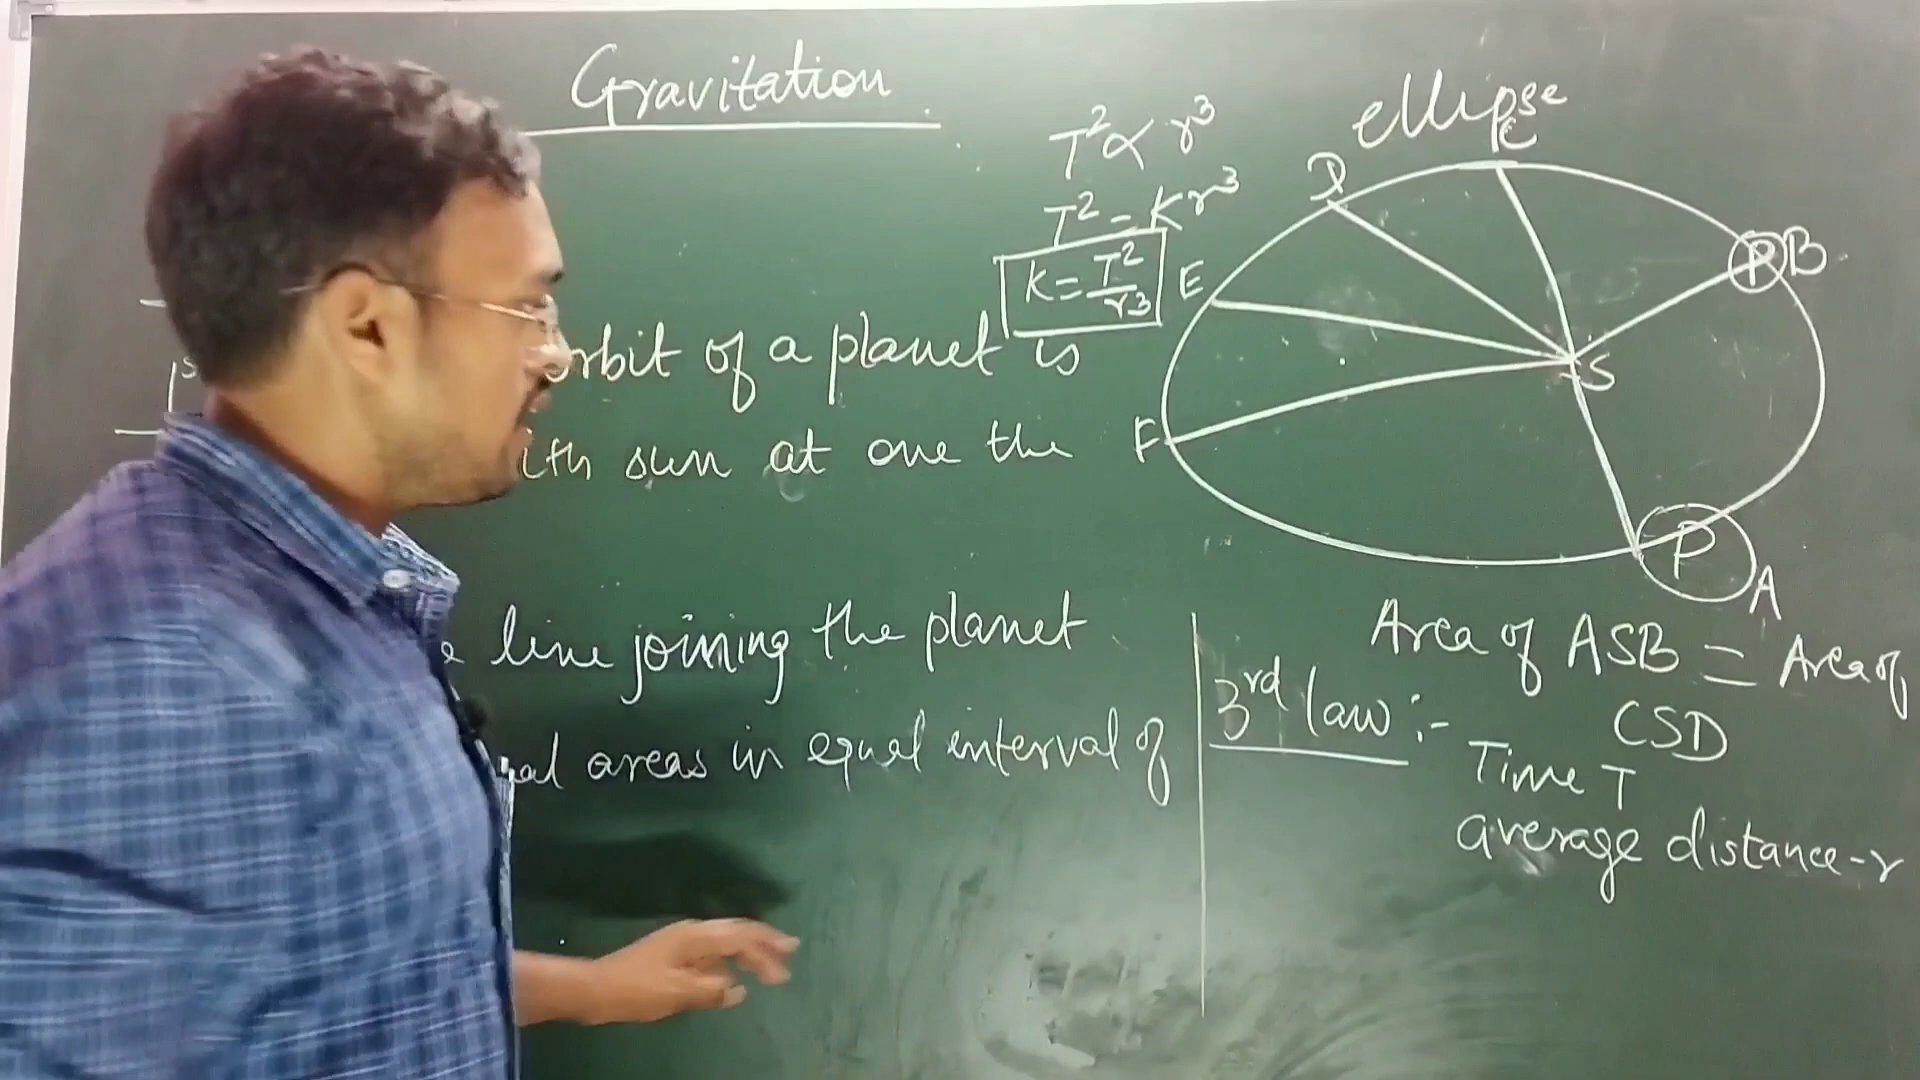 Gravitation
orbit of a planet is
ith sun at one the
line joining the planet
areas in equal interval of
T² ∝ r³
T² = Kr³
K = T²/r³
ellipse
C
D
E
F
P B
S
P
A
Area of ASB = Area of
CSD
3rd law :-
Time T
average distance - r